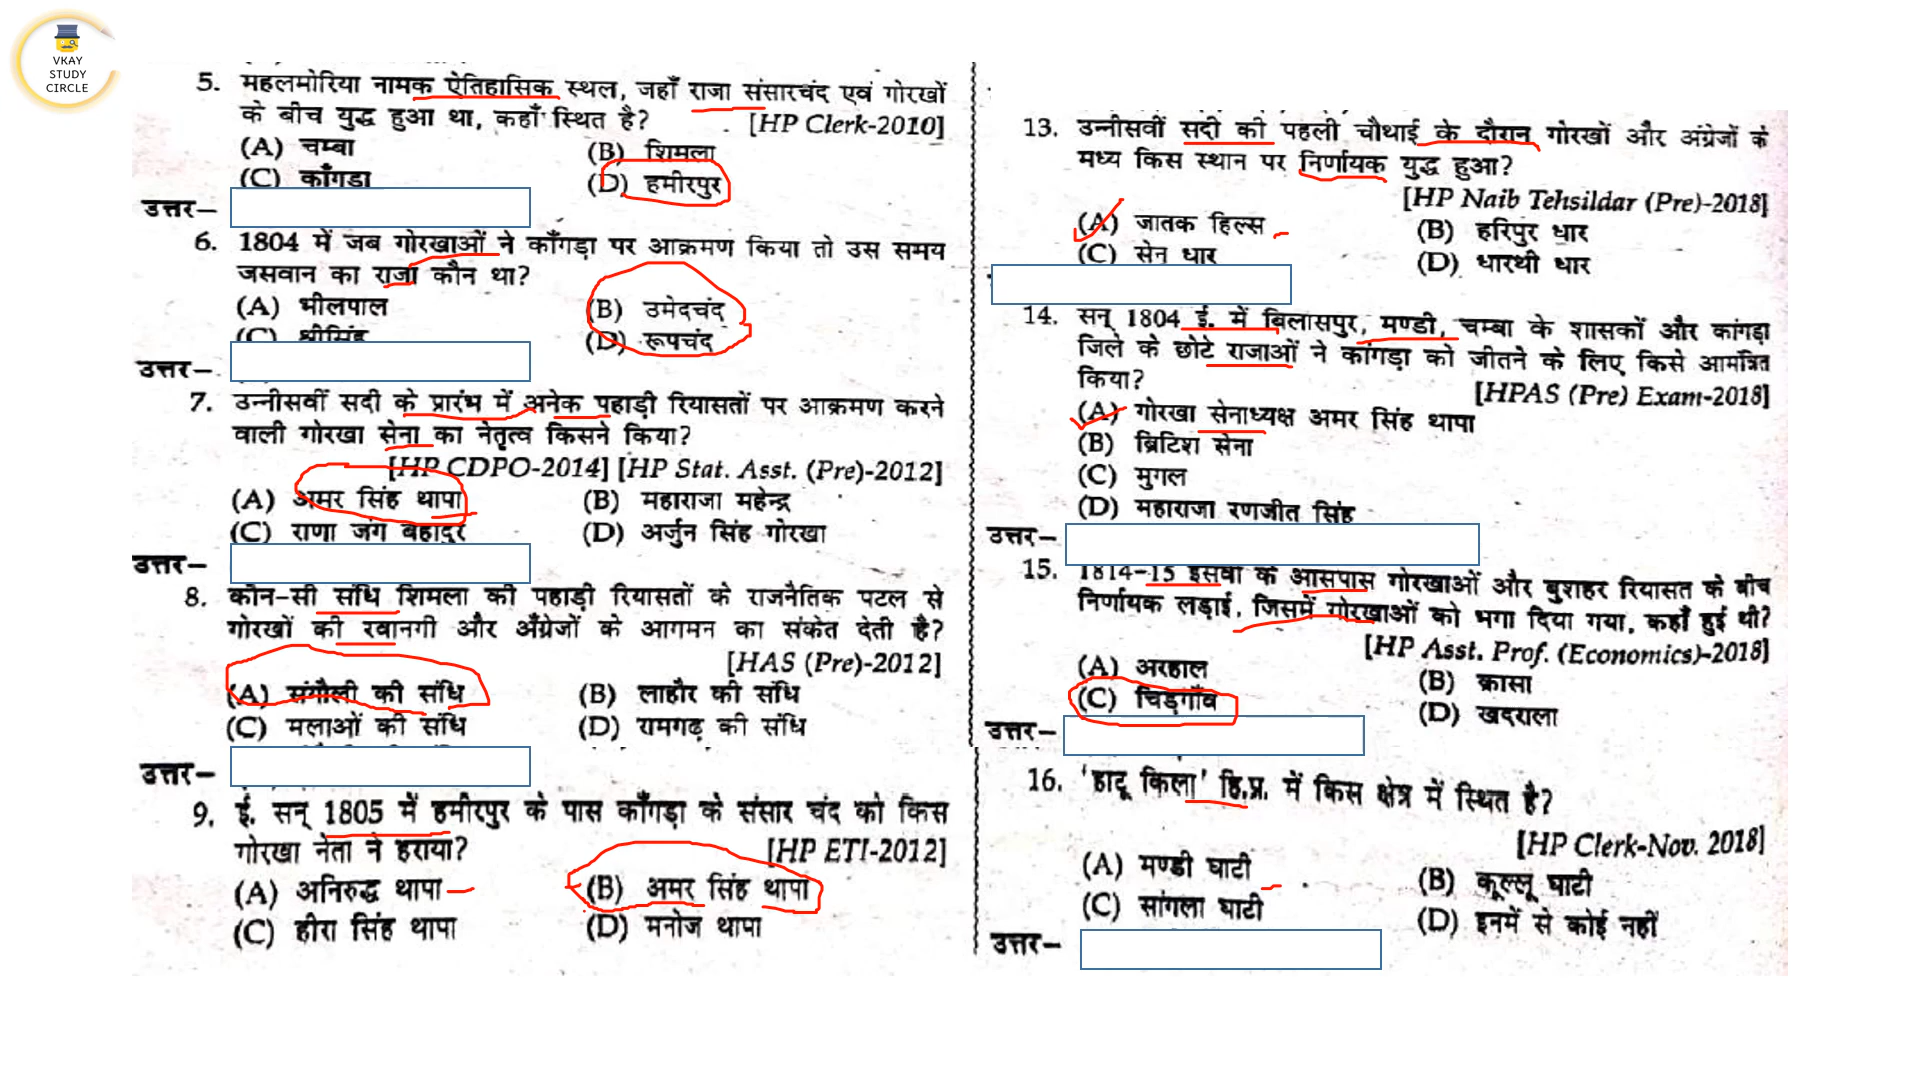 VKAY
STUDY
CIRCLE
5. महलमोरिया नामक ऐतिहासिक स्थल, जहाँ राजा संसारचंद एवं गोरखों
के बीच युद्ध हुआ था, कहाँ स्थित है? [HP Clerk-2010]
(A) चम्बा (B) शिमला
(C) काँगड़ा (D) हमीरपुर
उत्तर–
6. 1804 में जब गोरखाओं ने काँगड़ा पर आक्रमण किया तो उस समय
जसवान का राजा कौन था?
(A) भीलपाल (B) उमेदचंद
(C) श्रीसिंह (D) रूपचंद
उत्तर–
7. उन्नीसवीं सदी के प्रारंभ में अनेक पहाड़ी रियासतों पर आक्रमण करने
वाली गोरखा सेना का नेतृत्व किसने किया?
[HP CDPO-2014] [HP Stat. Asst. (Pre)-2012]
(A) अमर सिंह थापा (B) महाराजा महेन्द्र
(C) राणा जंग बहादुर (D) अर्जुन सिंह गोरखा
उत्तर–
8. कौन-सी संधि शिमला की पहाड़ी रियासतों के राजनैतिक पटल से
गोरखों की रवानगी और अँग्रेजों के आगमन का संकेत देती है?
[HAS (Pre)-2012]
(A) संगौली की संधि (B) लाहौर की संधि
(C) मलाओं की संधि (D) रामगढ़ की संधि
उत्तर–
9. ई. सन् 1805 में हमीरपुर के पास काँगड़ा के संसार चंद को किस
गोरखा नेता ने हराया? [HP ETI-2012]
(A) अनिरुद्ध थापा (B) अमर सिंह थापा
(C) हीरा सिंह थापा (D) मनोज थापा
13. उन्नीसवीं सदी की पहली चौथाई के दौरान गोरखों और अंग्रेजों के
मध्य किस स्थान पर निर्णायक युद्ध हुआ?
[HP Naib Tehsildar (Pre)-2018]
(A) जातक हिल्स (B) हरिपुर धार
(C) सेन धार (D) धारथी धार
14. सन् 1804 ई. में बिलासपुर, मण्डी, चम्बा के शासकों और कांगड़ा
जिले के छोटे राजाओं ने कांगड़ा को जीतने के लिए किसे आमंत्रित
किया? [HPAS (Pre) Exam-2018]
(A) गोरखा सेनाध्यक्ष अमर सिंह थापा
(B) ब्रिटिश सेना
(C) मुगल
(D) महाराजा रणजीत सिंह
उत्तर–
15. 1814-15 इसवी के आसपास गोरखाओं और बुशहर रियासत के बीच
निर्णायक लड़ाई, जिसमें गोरखाओं को भगा दिया गया, कहाँ हुई थी?
[HP Asst. Prof. (Economics)-2018]
(A) अरहाल (B) क्रासा
(C) चिड़गाँव (D) खदराला
उत्तर–
16. 'हाटू किला' हि.प्र. में किस क्षेत्र में स्थित है?
[HP Clerk-Nov. 2018]
(A) मण्डी घाटी (B) कूल्लू घाटी
(C) सांगला घाटी (D) इनमें से कोई नहीं
उत्तर–